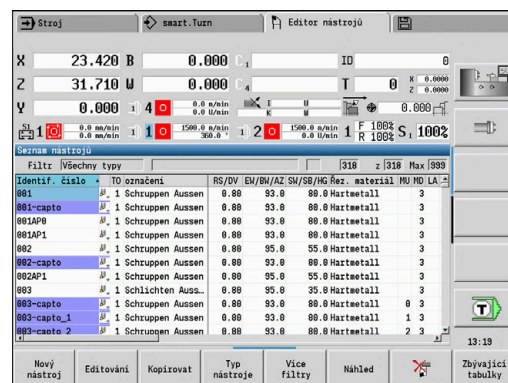 Stroj smart.Turn Editor nástrojů
X 23.420 B 0.000 C 1 ID 0
Z 31.710 U 0.000 C 4 T 0 X 0.0000 Z 0.0000
Y 0.000 1) 4 0.0 m/min 0.0 U/min X I U K W 0.000
S1 1 0.0 m/min 0.0 m/min 1) 1 1500.0 m/min 360.0 ° 1) 2 1500.0 m/min 0.0 U/min 1 F 100% R 100% S1 100%
Seznam nástrojů
Filtr Všechny typy 318 z 318 Max 999
Identif. číslo TO označení RS/DV EW/BW/AZ SW/SB/HG Řez. materiál MU MD LA
001 1 Schruppen Aussen 0.80 93.0 80.0 Hartmetall 3
001-capto 1 Schruppen Aussen 0.80 93.0 80.0 Hartmetall 3
001AP0 1 Schruppen Aussen 0.80 93.0 80.0 Hartmetall 3
001AP1 1 Schruppen Aussen 0.80 93.0 80.0 Hartmetall 3
002 1 Schruppen Aussen 0.80 95.0 55.0 Hartmetall 3
002-capto 1 Schruppen Aussen 0.80 93.0 80.0 Hartmetall 3
002AP1 1 Schruppen Aussen 0.80 95.0 55.0 Hartmetall 3
003 1 Schlichten Auss… 0.80 95.0 35.0 Hartmetall 3
003-capto 1 Schruppen Aussen 0.80 93.0 80.0 Hartmetall 0 3
003-capto_1 1 Schruppen Aussen 0.80 93.0 80.0 Hartmetall 1 3
003-capto_2 1 Schruppen Aussen 0.80 93.0 80.0 Hartmetall 2 3
T
13:19
Nový nástroj Editování Kopírovat Typ nástroje Více filtry Náhled Zbývající tabulky